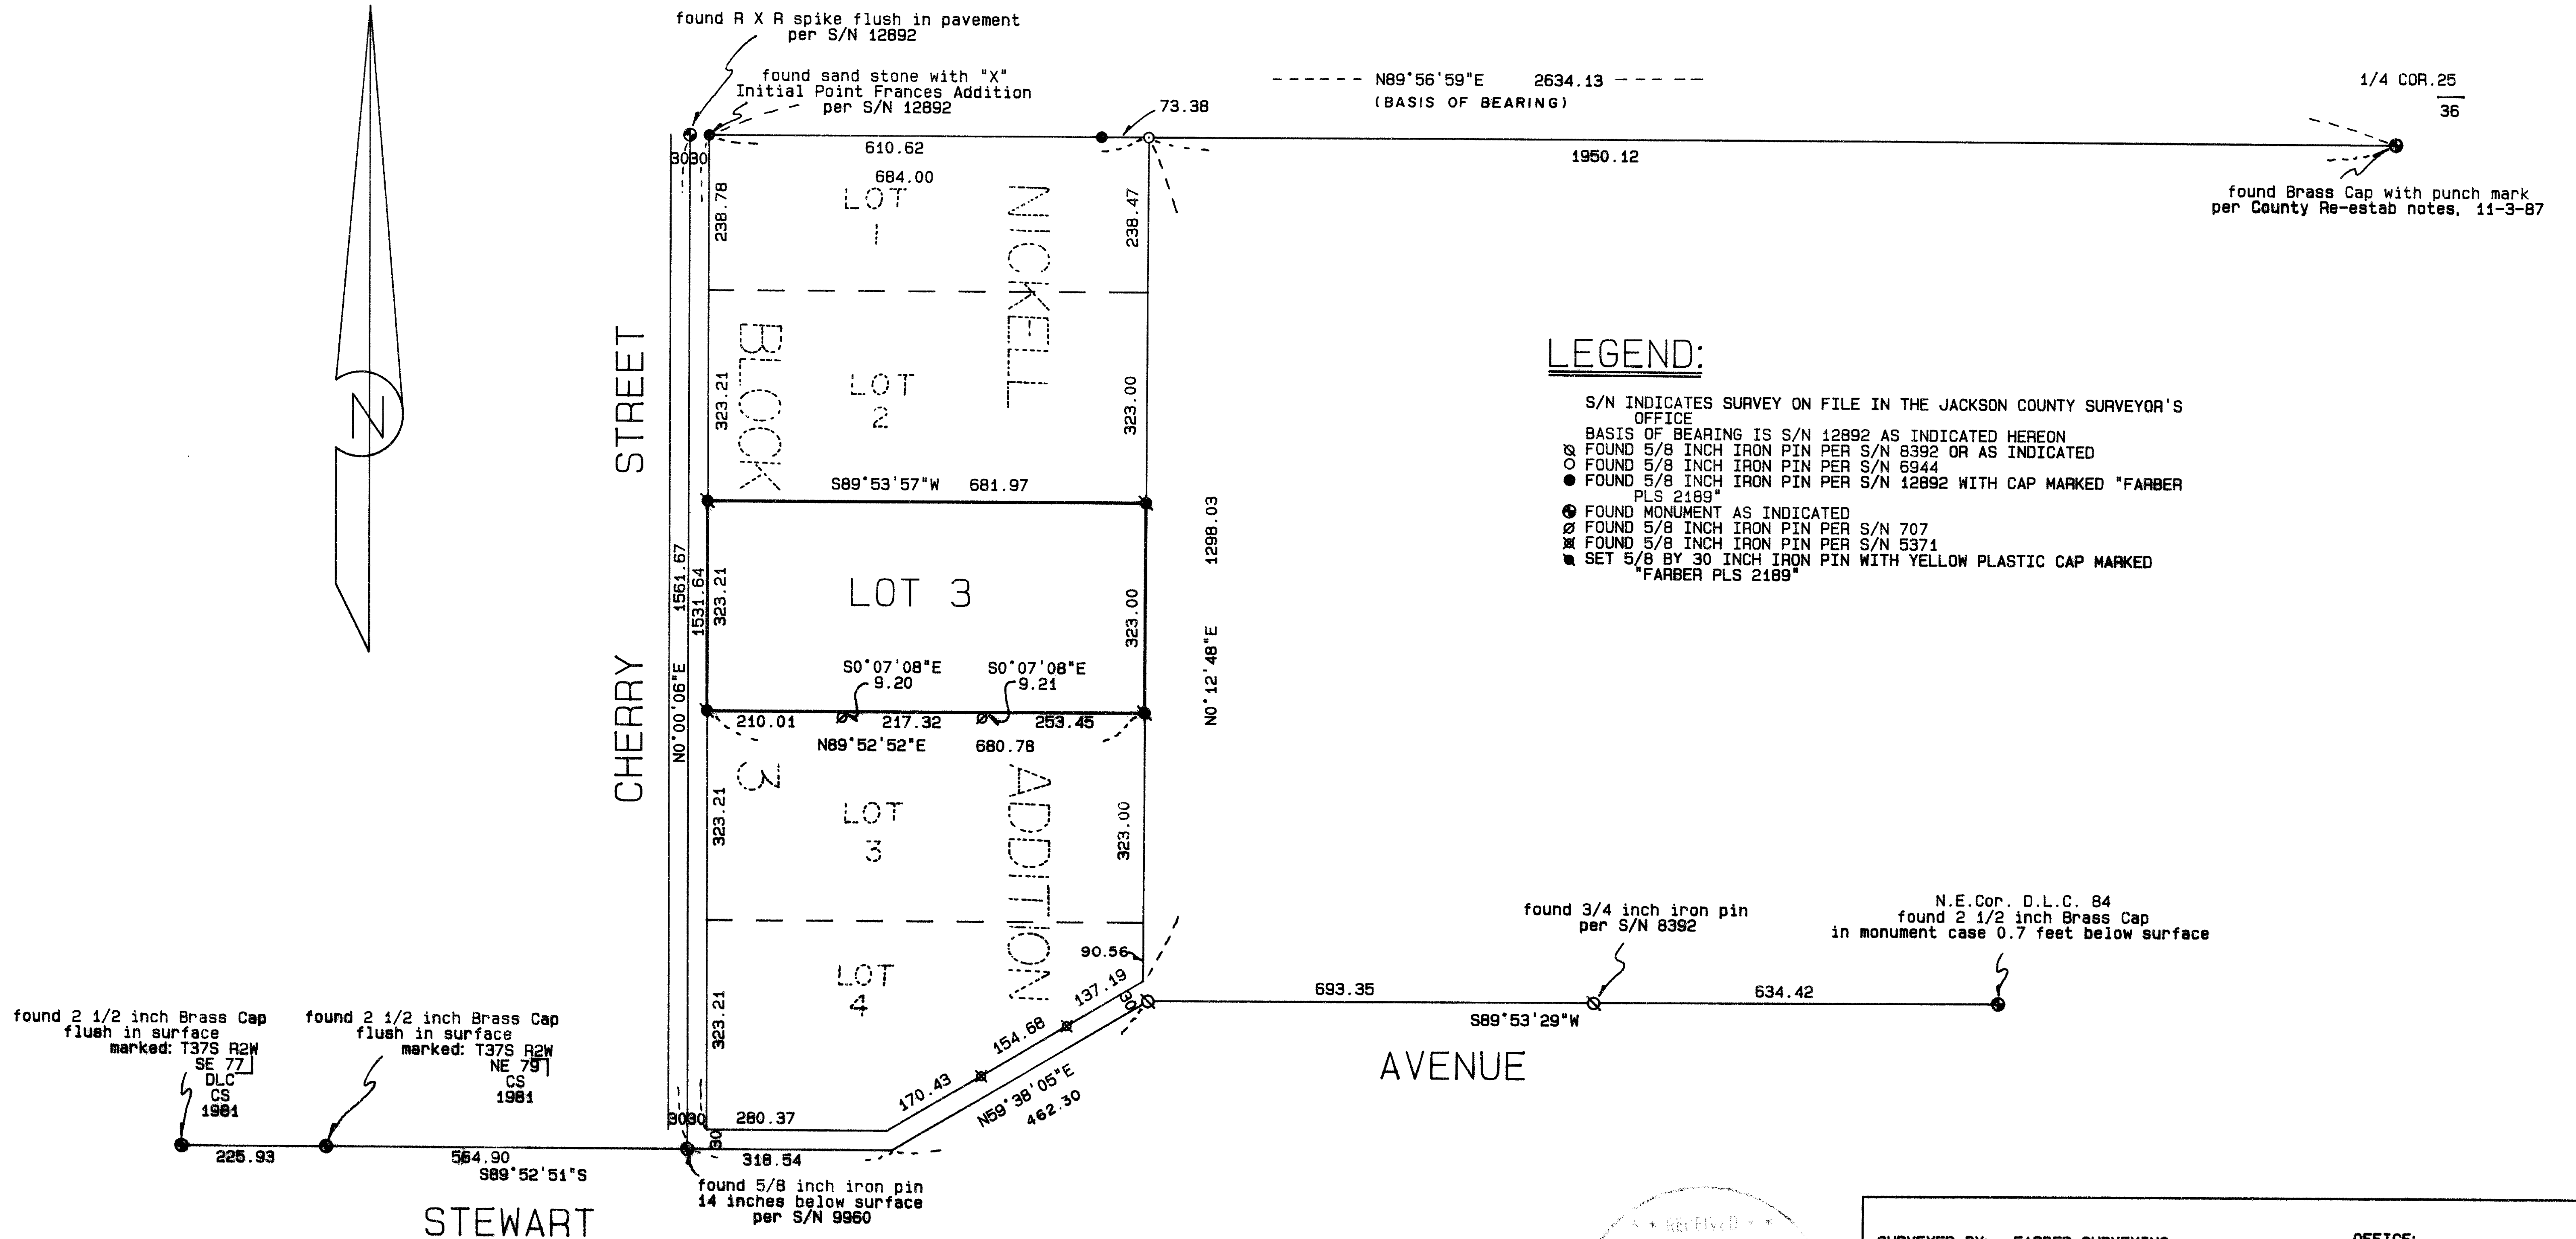 found R X R spike flush in pavement
per S/N 12892
found sand stone with "X"
Initial Point Frances Addition
per S/N 12892
N89°56'59"E 2634.13
(BASIS OF BEARING)
1/4 COR.25
36
73.38
610.62
684.00
1950.12
found Brass Cap with punch mark
per County Re-estab notes, 11-3-87
30 30
238.78
LOT
1
238.47
NICKELL
BLOCK
323.21
LOT
2
323.00
STREET
S89°53'57"W 681.97
LEGEND:
S/N INDICATES SURVEY ON FILE IN THE JACKSON COUNTY SURVEYOR'S
OFFICE
BASIS OF BEARING IS S/N 12892 AS INDICATED HEREON
FOUND 5/8 INCH IRON PIN PER S/N 8392 OR AS INDICATED
FOUND 5/8 INCH IRON PIN PER S/N 6944
FOUND 5/8 INCH IRON PIN PER S/N 12892 WITH CAP MARKED "FARBER
PLS 2189"
FOUND MONUMENT AS INDICATED
FOUND 5/8 INCH IRON PIN PER S/N 707
FOUND 5/8 INCH IRON PIN PER S/N 5371
SET 5/8 BY 30 INCH IRON PIN WITH YELLOW PLASTIC CAP MARKED
"FARBER PLS 2189"
N
N0°00'06"E 1561.67
1531.64
323.21
LOT 3
323.00
N0°12'48"E 1298.03
S0°07'08"E
9.20
S0°07'08"E
9.21
210.01
217.32
253.45
N89°52'52"E 680.78
CHERRY
3
ADDITION
323.21
LOT
3
323.00
90.56
LOT
4
323.21
137.19
154.68
170.43
30
N59°38'05"E
462.30
693.35
S89°53'29"W
634.42
found 3/4 inch iron pin
per S/N 8392
N.E.Cor. D.L.C. 84
found 2 1/2 inch Brass Cap
in monument case 0.7 feet below surface
AVENUE
found 2 1/2 inch Brass Cap
flush in surface
marked: T37S R2W
SE 77
DLC
CS
1981
found 2 1/2 inch Brass Cap
flush in surface
marked: T37S R2W
NE 79
CS
1981
30 30
280.37
30
225.93
564.90
S89°52'51"S
318.54
found 5/8 inch iron pin
14 inches below surface
per S/N 9960
STEWART
RECEIVED